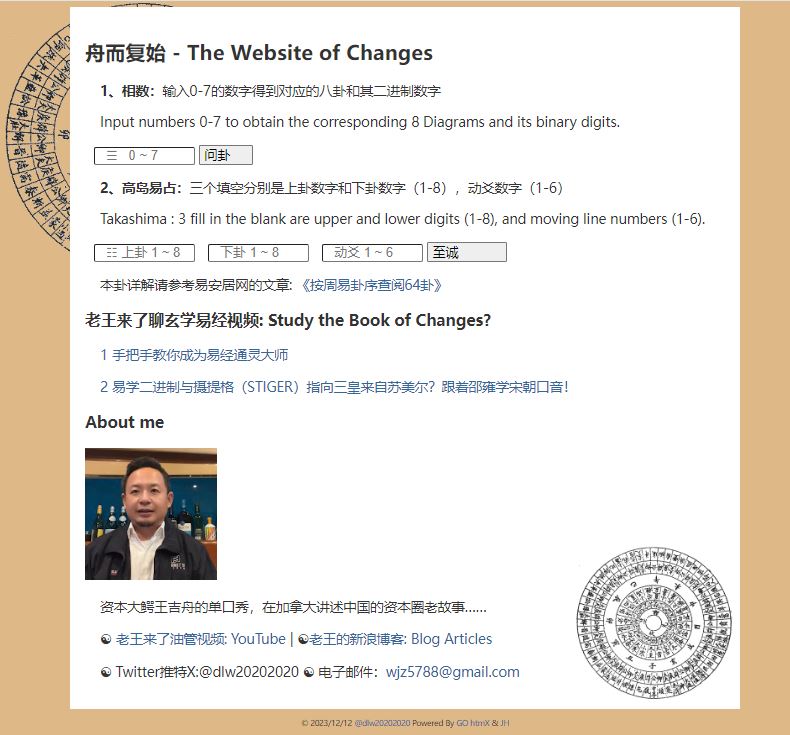 舟而复始 - The Website of Changes
1、相数：输入0-7的数字得到对应的八卦和其二进制数字
Input numbers 0-7 to obtain the corresponding 8 Diagrams and its binary digits.
☰ 0 ~ 7 问卦
2、高岛易占：三个填空分别是上卦数字和下卦数字（1-8），动爻数字（1-6）
Takashima : 3 fill in the blank are upper and lower digits (1-8), and moving line numbers (1-6).
☷ 上卦 1 ~ 8 下卦 1 ~ 8 动爻 1 ~ 6 至诚
本卦详解请参考易安居网的文章: 《按周易卦序查阅64卦》
老王来了聊玄学易经视频: Study the Book of Changes?
1 手把手教你成为易经通灵大师
2 易学二进制与摄提格（STIGER）指向三皇来自苏美尔？跟着邵雍学宋朝口音！
About me
资本大鳄王吉舟的单口秀，在加拿大讲述中国的资本圈老故事......
☯ 老王来了油管视频: YouTube | ☯老王的新浪博客: Blog Articles
☯ Twitter推特X:@dlw20202020 ☯ 电子邮件：wjz5788@gmail.com
© 2023/12/12 @dlw20202020 Powered By GO htmX & JH